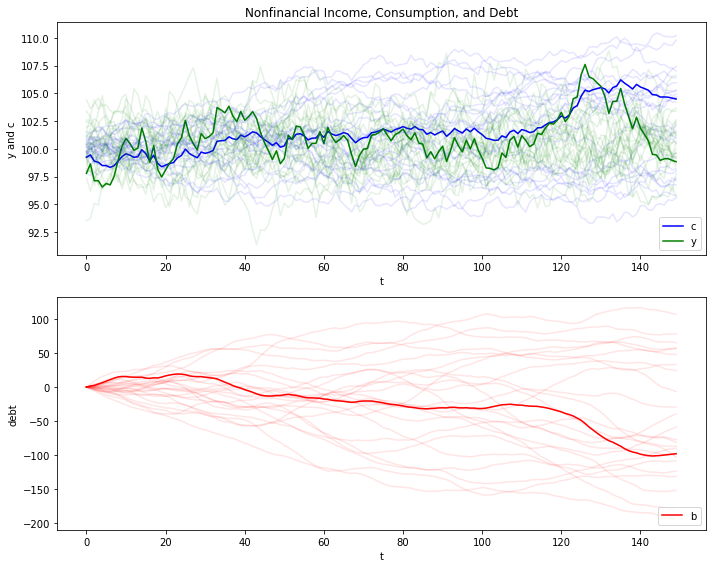 Nonfinancial Income, Consumption, and Debt
110.0
107.5
105.0
102.5
100.0
97.5
95.0
92.5
y and c
0 20 40 60 80 100 120 140
t
c
y
100
50
0
−50
−100
−150
−200
debt
0 20 40 60 80 100 120 140
t
b